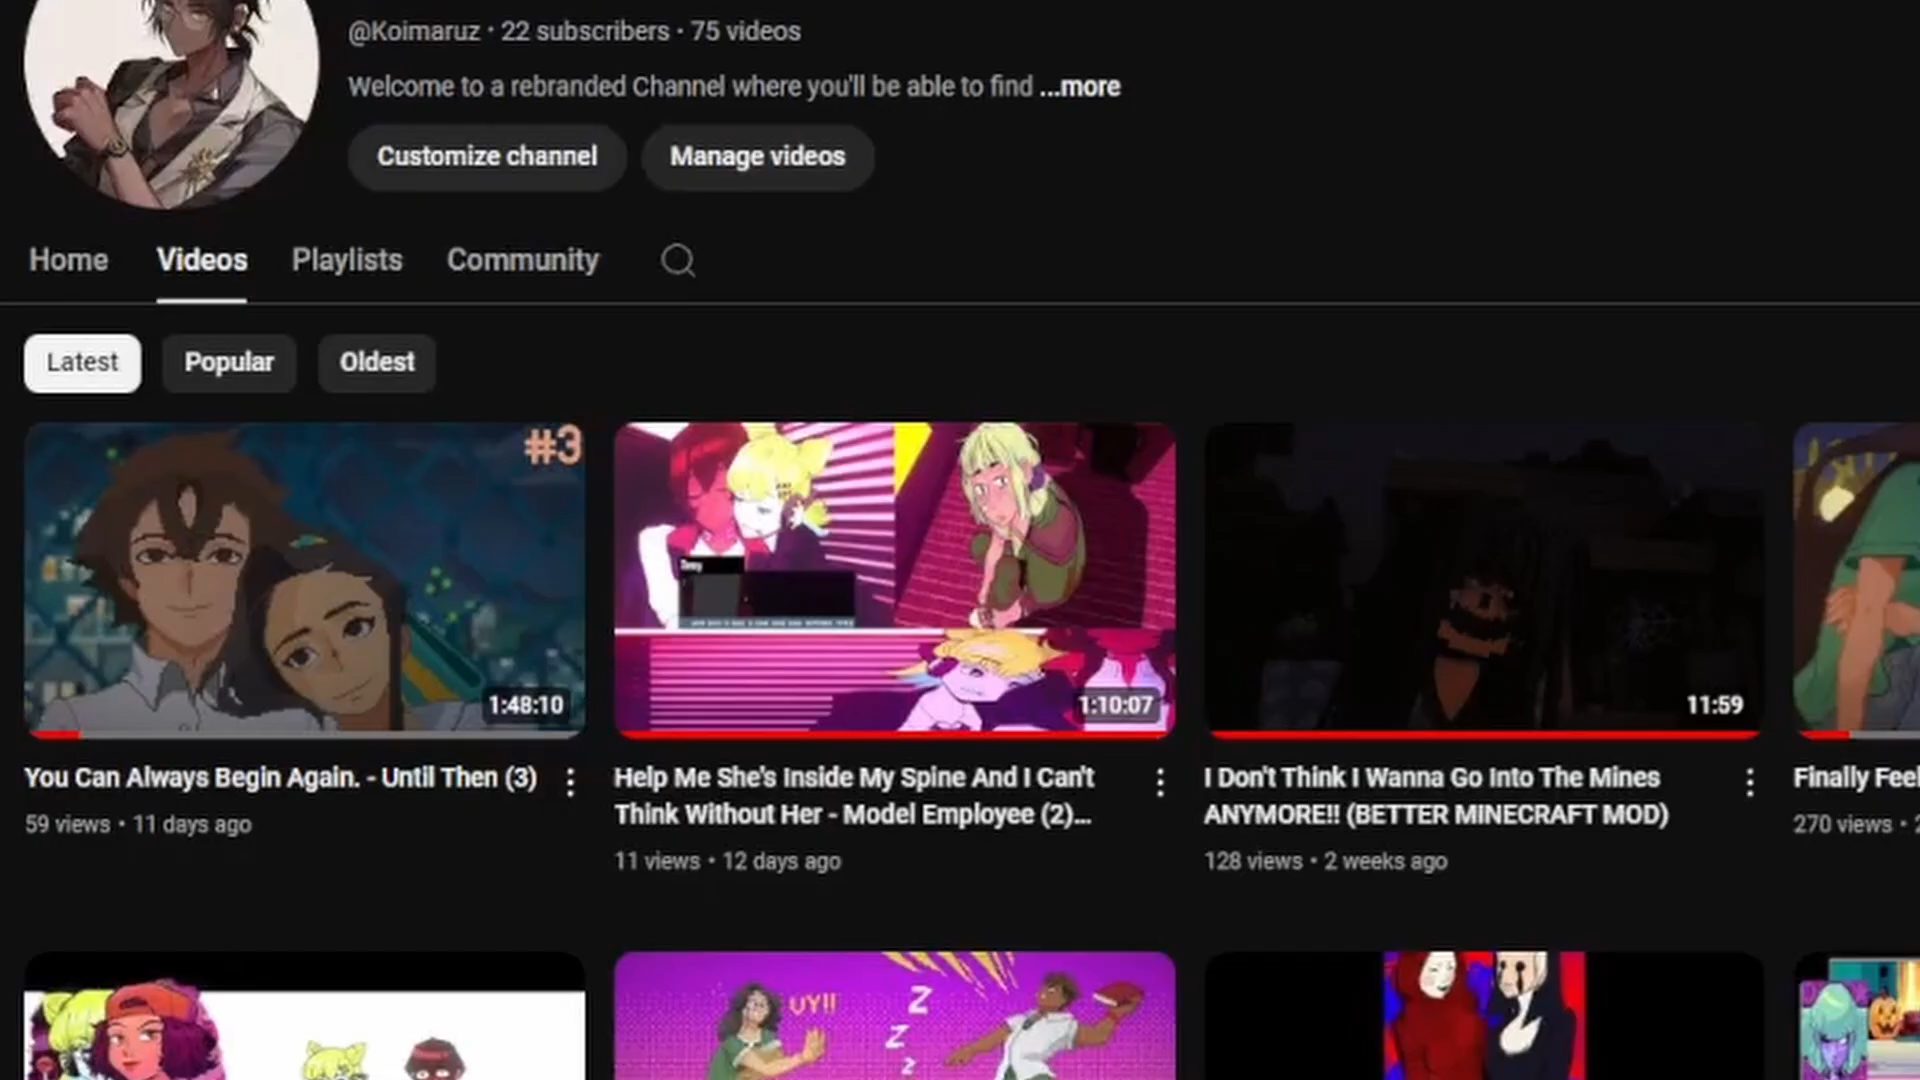 @Koimaruz • 22 subscribers • 75 videos
Welcome to a rebranded Channel where you'll be able to find ...more
Customize channel
Manage videos
Home
Videos
Playlists
Community
Latest
Popular
Oldest
#3
1:48:10
1:10:07
11:59
You Can Always Begin Again. - Until Then (3)
59 views • 11 days ago
Help Me She's Inside My Spine And I Can't
Think Without Her - Model Employee (2)...
11 views • 12 days ago
I Don't Think I Wanna Go Into The Mines
ANYMORE!! (BETTER MINECRAFT MOD)
128 views • 2 weeks ago
Finally Feel
270 views • 2
UY!!
Z
Z
z